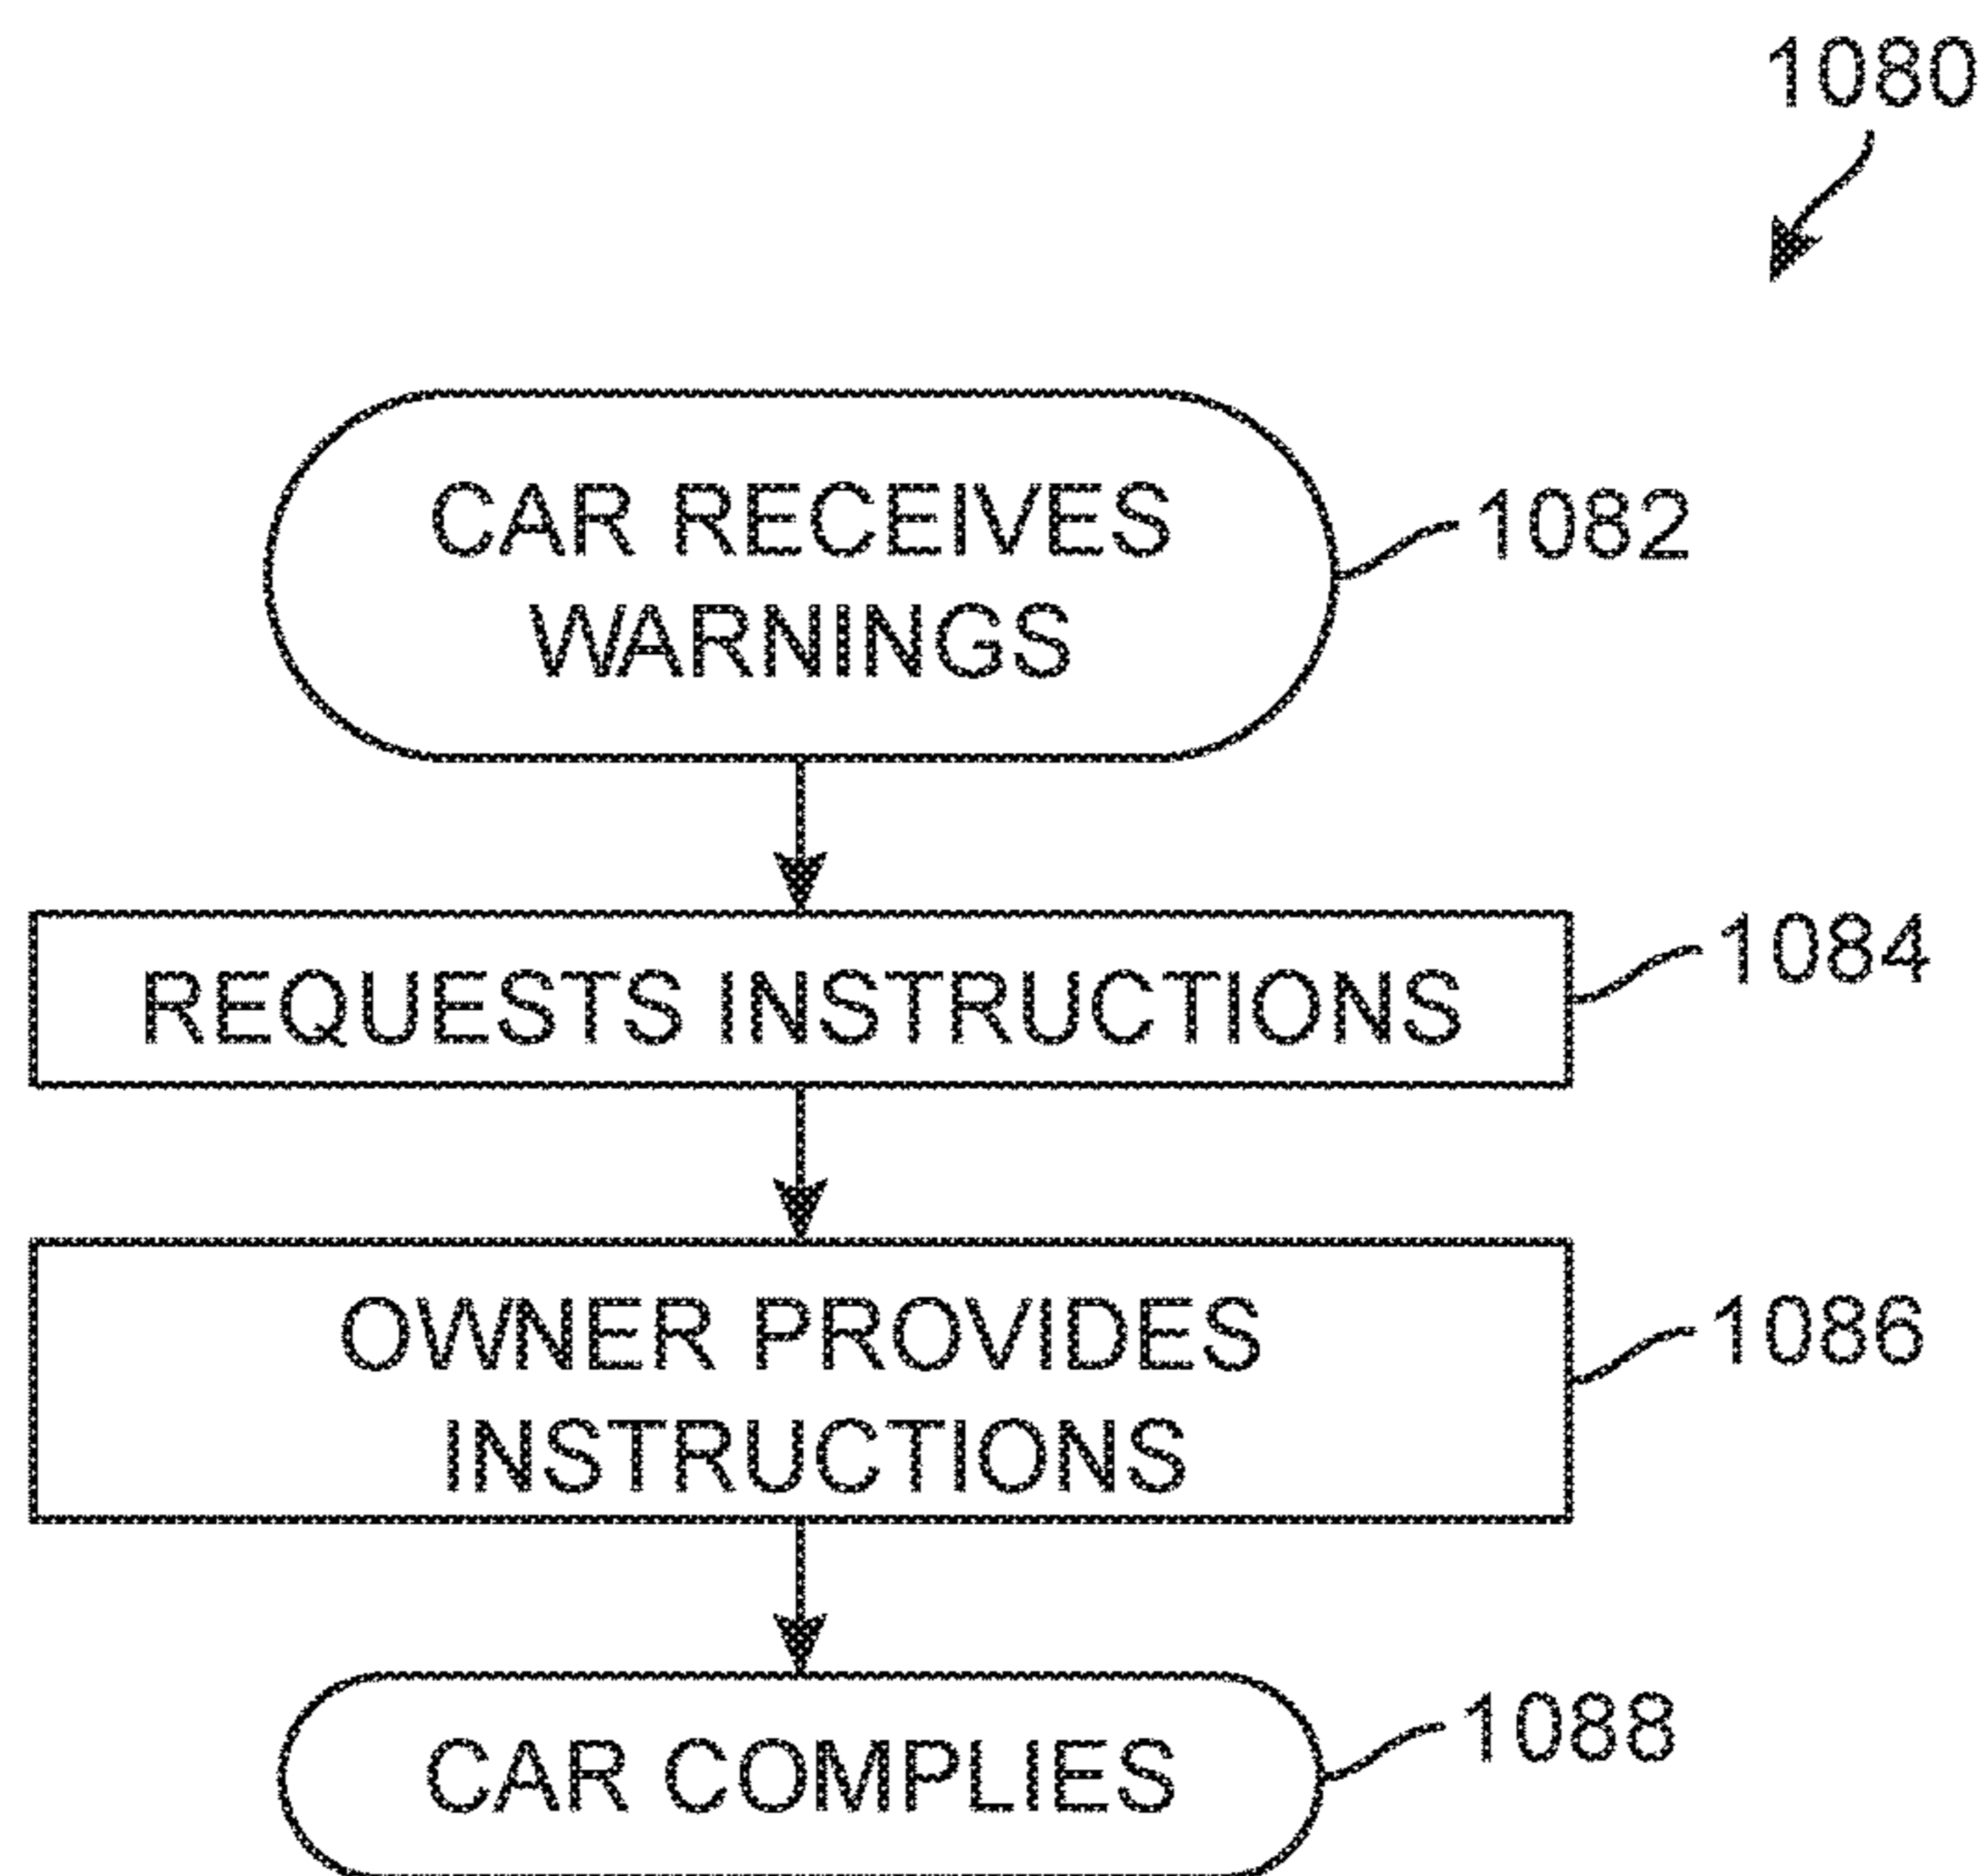 1080
CAR RECEIVES
WARNINGS
1082
REQUESTS INSTRUCTIONS
1084
OWNER PROVIDES
INSTRUCTIONS
1086
CAR COMPLIES
1088